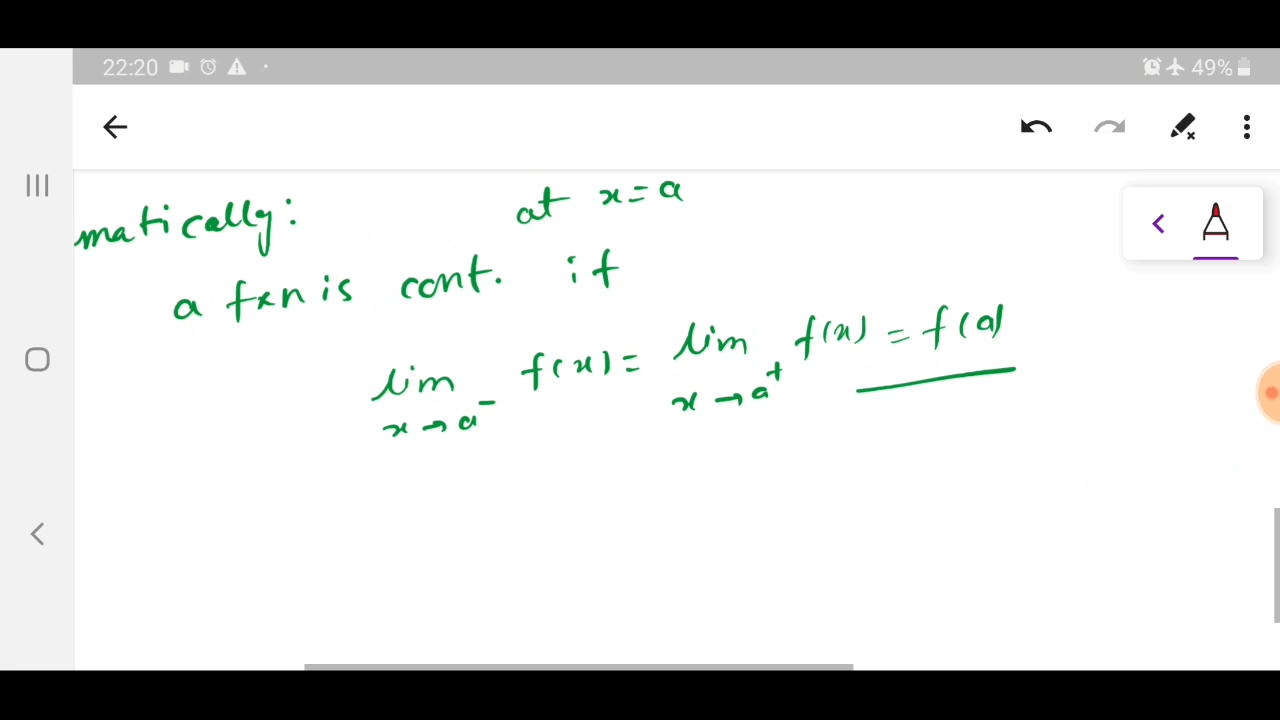 22:20 49%
matically: at x=a
a fxn is cont. if
lim f(x) = lim f(x) = f(a)
x→a⁻ x→a⁺